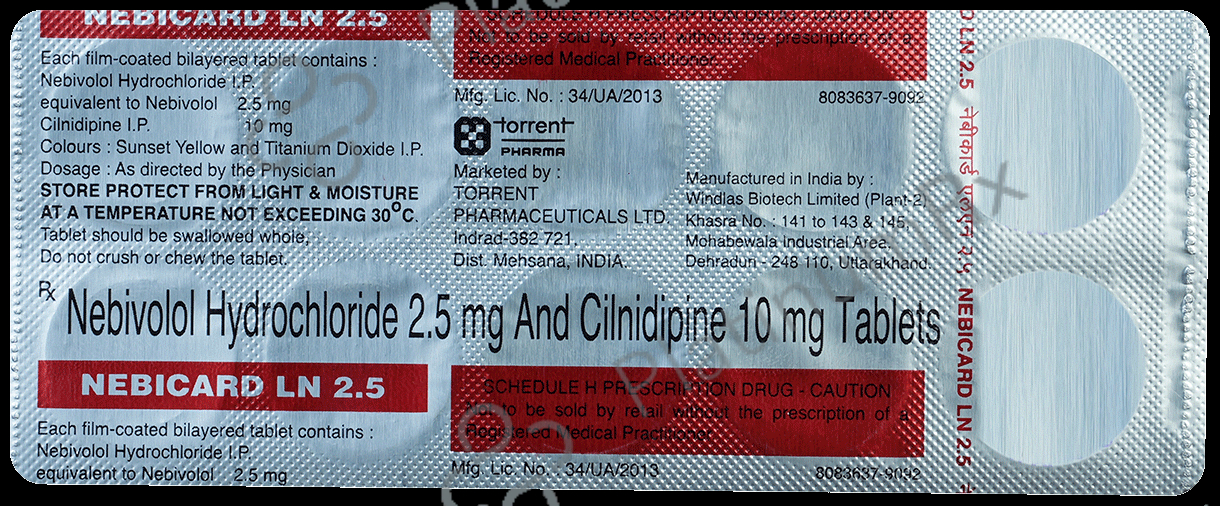 NEBICARD LN 2.5
Each film-coated bilayered tablet contains :
Nebivolol Hydrochloride I.P.
equivalent to Nebivolol 2.5 mg
Cilnidipine I.P. 10 mg
Colours : Sunset Yellow and Titanium Dioxide I.P.
Dosage : As directed by the Physician
STORE PROTECT FROM LIGHT & MOISTURE
AT A TEMPERATURE NOT EXCEEDING 30°C.
Tablet should be swallowed whole,
Do not crush or chew the tablet.
SCHEDULE H PRESCRIPTION DRUG - CAUTION
Not to be sold by retail without the prescription of a
Registered Medical Practitioner.
Mfg. Lic. No. : 34/UA/2013 8083637-9092
torrent
PHARMA
Marketed by :
TORRENT
PHARMACEUTICALS LTD.
Indrad-382 721,
Dist. Mehsana, INDIA.
Manufactured in India by :
Windlas Biotech Limited (Plant-2)
Khasra No. : 141 to 143 & 145,
Mohabewala Industrial Area,
Dehradun - 248 110, Uttarakhand.
Rx Nebivolol Hydrochloride 2.5 mg And Cilnidipine 10 mg Tablets
NEBICARD LN 2.5
Each film-coated bilayered tablet contains :
Nebivolol Hydrochloride I.P.
equivalent to Nebivolol 2.5 mg
SCHEDULE H PRESCRIPTION DRUG - CAUTION
Not to be sold by retail without the prescription of a
Registered Medical Practitioner.
Mfg. Lic. No. : 34/UA/2013 8083637-9092
D LN 2.5 नेबीकार्ड एलएन २.५ NEBICARD LN 2.5